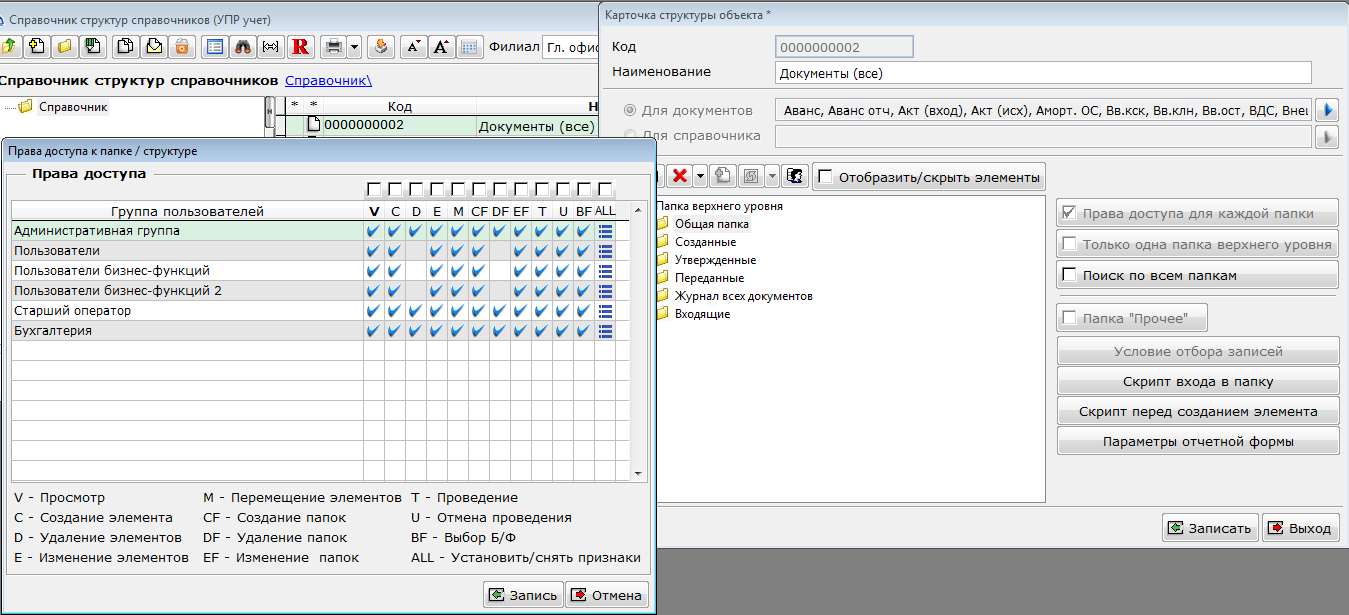 Справочник структур справочников (УПР учет)
R
A
A
Филиал
Гл. офис
Справочник структур справочников
Справочник\
Справочник
* * Код Н
0000000002 Документы (все)
Карточка структуры объекта *
Код 0000000002
Наименование Документы (все)
Для документов Аванс, Аванс отч, Акт (вход), Акт (исх), Аморт. ОС, Вв.кск, Вв.клн, Вв.ост, ВДС, Внеш
Для справочника
Отобразить/скрыть элементы
Папка верхнего уровня
Общая папка
Созданные
Утвержденные
Переданные
Журнал всех документов
Входящие
Права доступа для каждой папки
Только одна папка верхнего уровня
Поиск по всем папкам
Папка "Прочее"
Условие отбора записей
Скрипт входа в папку
Скрипт перед созданием элемента
Параметры отчетной формы
Записать Выход
Права доступа к папке / структуре
Права доступа
Группа пользователей V C D E M CF DF EF T U BF ALL
Административная группа
Пользователи
Пользователи бизнес-функций
Пользователи бизнес-функций 2
Старший оператор
Бухгалтерия
V - Просмотр M - Перемещение элементов T - Проведение
C - Создание элемента CF - Создание папок U - Отмена проведения
D - Удаление элементов DF - Удаление папок BF - Выбор Б/Ф
E - Изменение элементов EF - Изменение папок ALL - Установить/снять признаки
Запись Отмена